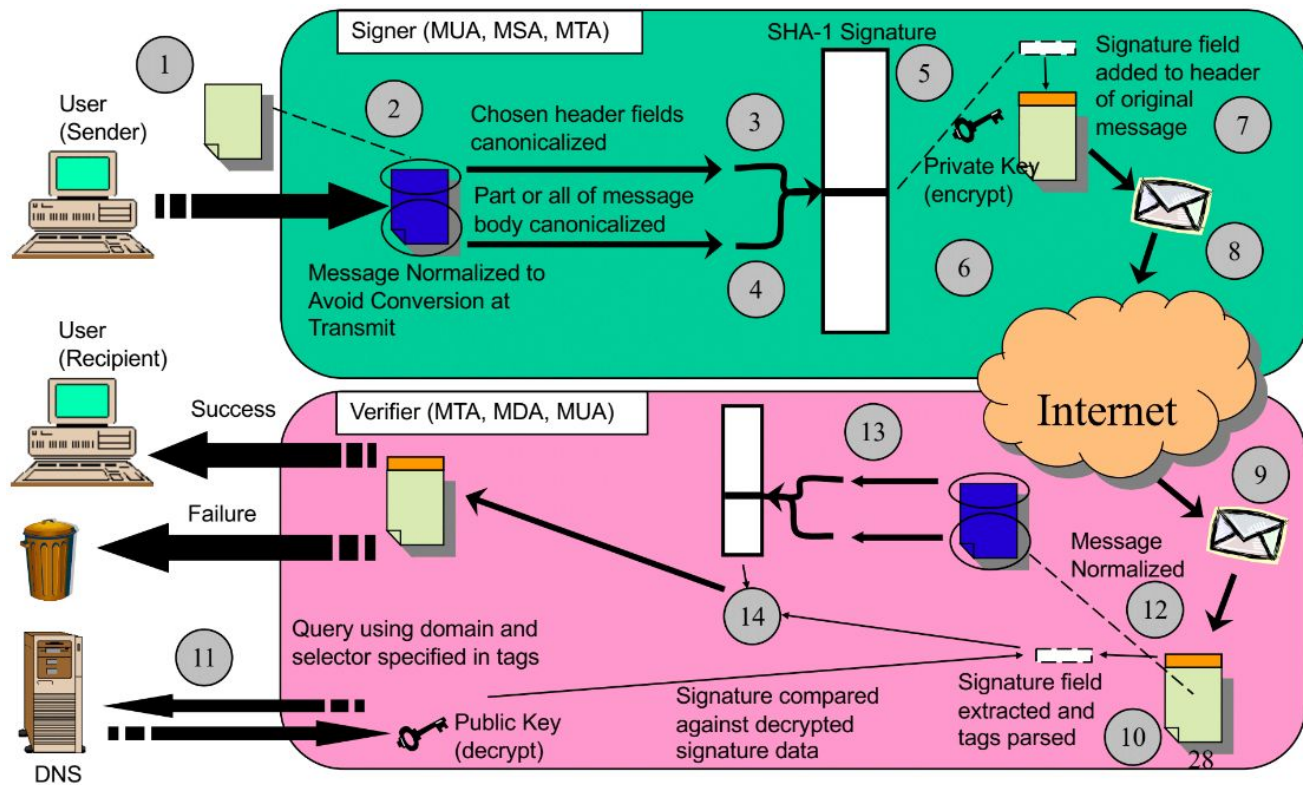 Signer (MUA, MSA, MTA)
SHA-1 Signature
1
User
(Sender)
2
Chosen header fields
canonicalized
3
5
Signature field
added to header
of original
message
7
Part or all of message
body canonicalized
Private Key
(encrypt)
Message Normalized to
Avoid Conversion at
Transmit
4
6
8
User
(Recipient)
Internet
Success
Verifier (MTA, MDA, MUA)
13
9
Failure
Message
Normalized
12
14
11
Query using domain and
selector specified in tags
Public Key
(decrypt)
Signature compared
against decrypted
signature data
Signature field
extracted and
tags parsed
10
28
DNS